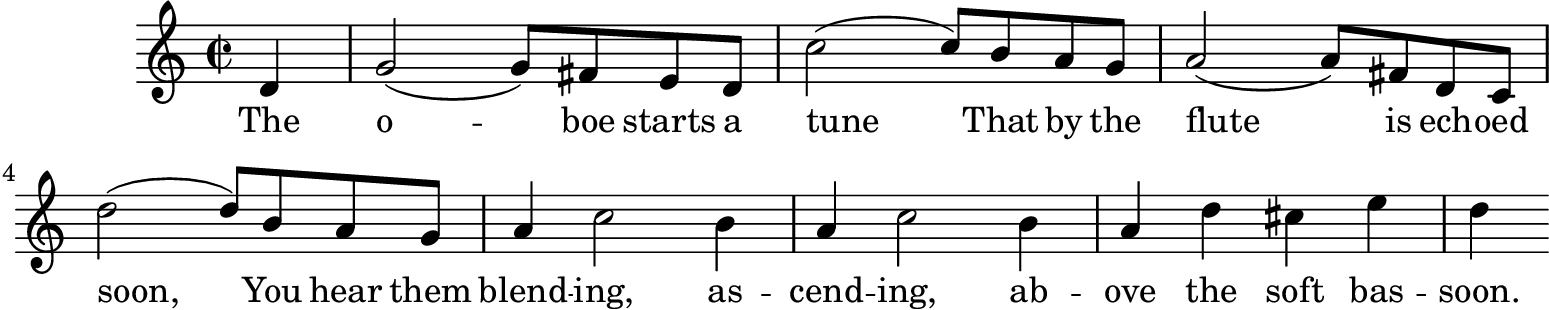 The o -- boe starts a tune That by the flute is echoed
4
soon, You hear them blend-ing, as - cend-ing, ab - ove the soft bas - soon.